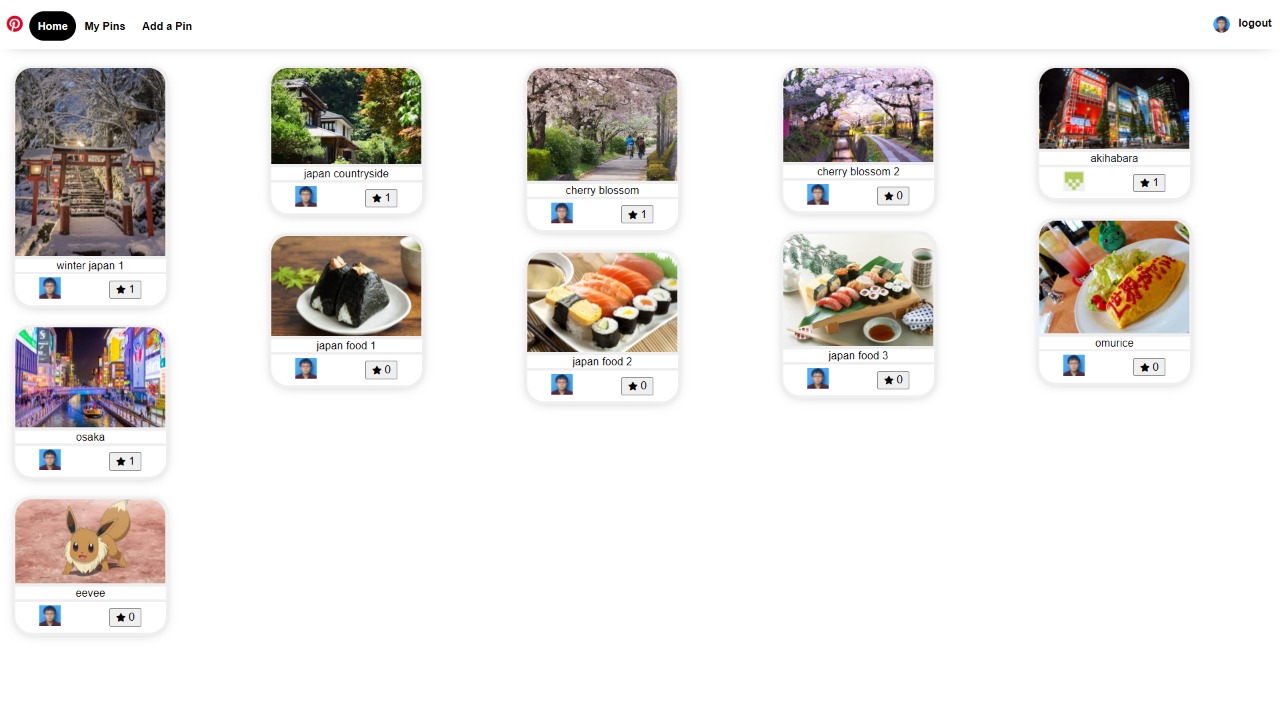 Home
My Pins
Add a Pin
logout
winter japan 1
1
japan countryside
1
cherry blossom
1
cherry blossom 2
0
akihabara
1
osaka
1
japan food 1
0
japan food 2
0
japan food 3
0
omurice
0
eevee
0